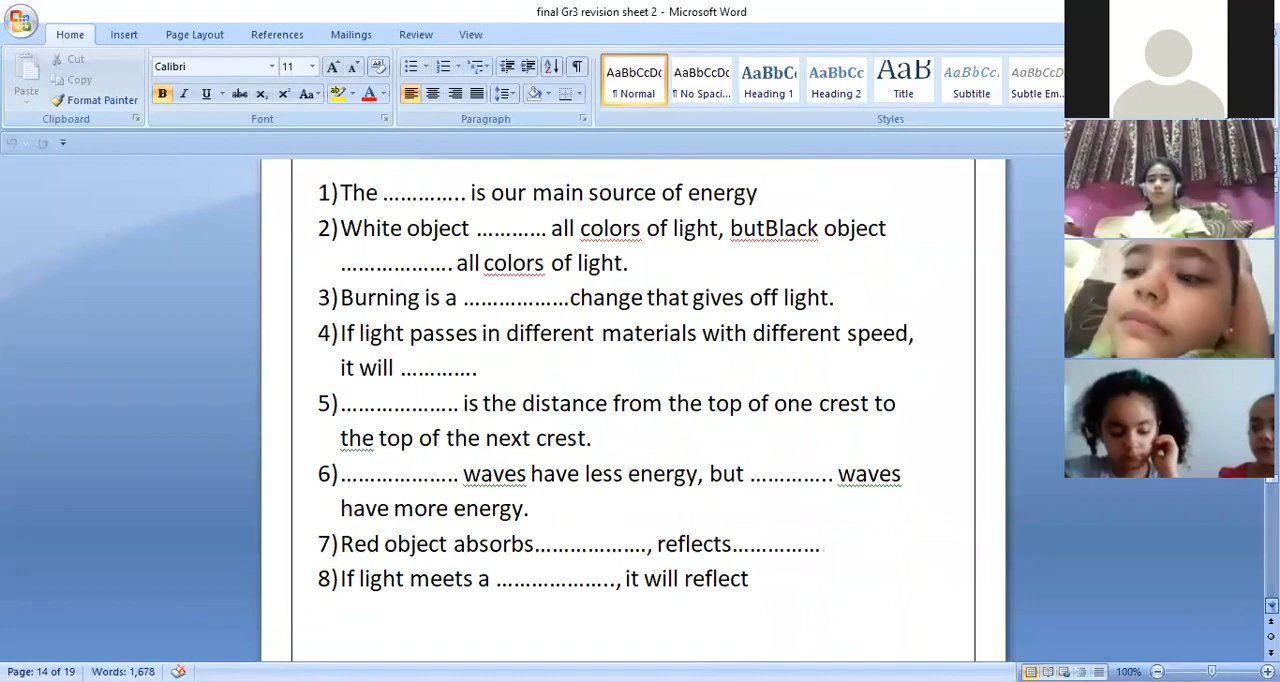 final Gr3 revision sheet 2 - Microsoft Word
Home Insert Page Layout References Mailings Review View
Cut
Copy
Paste
Format Painter
Calibri 11
B I U abc X₂ X² Aa
AaBbCcDc AaBbCcDc AaBbCc AaBbCc AaB AaBbCc. AaBbCcDc
¶ Normal ¶ No Spaci... Heading 1 Heading 2 Title Subtitle Subtle Em...
Clipboard Font Paragraph Styles
1)The ………….. is our main source of energy
2)White object ………... all colors of light, butBlack object
………………. all colors of light.
3)Burning is a ………………change that gives off light.
4)If light passes in different materials with different speed,
it will ………….
5)……………….. is the distance from the top of one crest to
the top of the next crest.
6)……………….. waves have less energy, but ………….. waves
have more energy.
7)Red object absorbs………………., reflects……………
8)If light meets a ……………….., it will reflect
Page: 14 of 19 Words: 1,678 100%